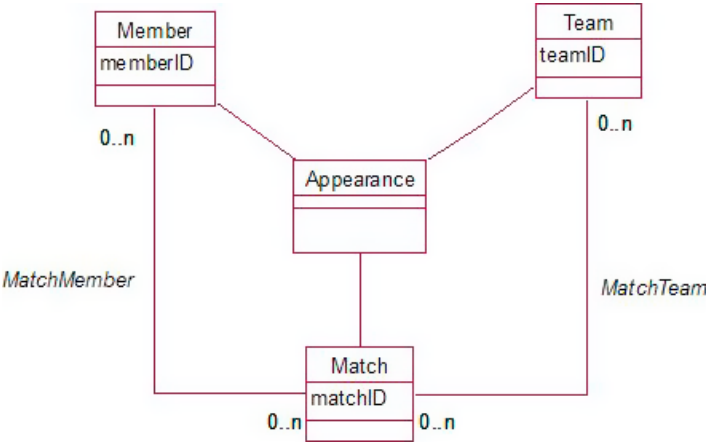 Member
memberID
Team
teamID
0..n
0..n
Appearance
MatchMember
MatchTeam
Match
matchID
0..n
0..n